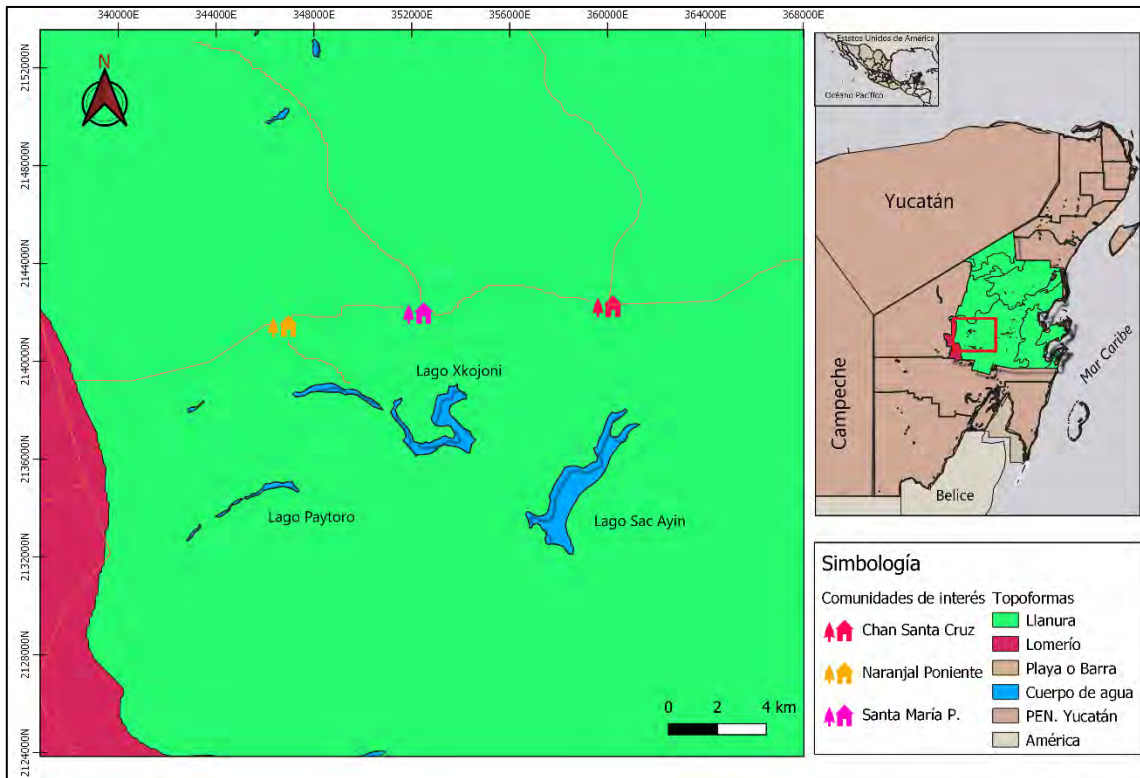 340000E 344000E 348000E 352000E 356000E 360000E 364000E 368000E
2152000N
2148000N
2144000N
2140000N
2136000N
2132000N
2128000N
2124000N
N
Lago Xkojoni
Lago Paytoro
Lago Sac Ayin
0 2 4 km
Estados Unidos de América
Océano Pacífico
Yucatán
Campeche
Mar Caribe
Belice
Simbología
Comunidades de interés
Chan Santa Cruz
Naranjal Poniente
Santa María P.
Topoformas
Llanura
Lomerío
Playa o Barra
Cuerpo de agua
PEN. Yucatán
América